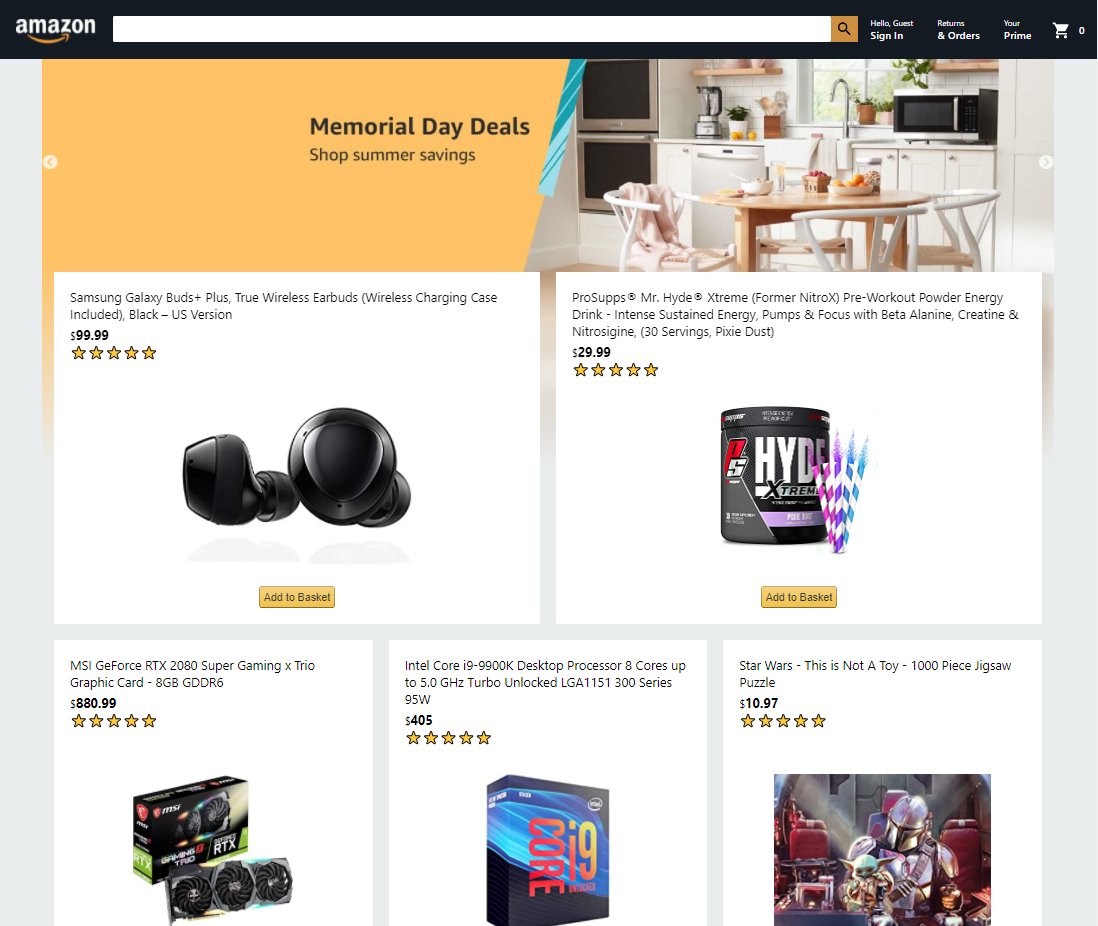 amazon
Hello, Guest
Sign In
Returns
& Orders
Your
Prime
0
Memorial Day Deals
Shop summer savings
Samsung Galaxy Buds+ Plus, True Wireless Earbuds (Wireless Charging Case
Included), Black – US Version
$99.99
Add to Basket
ProSupps® Mr. Hyde® Xtreme (Former NitroX) Pre-Workout Powder Energy
Drink - Intense Sustained Energy, Pumps & Focus with Beta Alanine, Creatine &
Nitrosigine, (30 Servings, Pixie Dust)
$29.99
PS
HYDE
XTREME
PIXIE DUST
Add to Basket
MSI GeForce RTX 2080 Super Gaming x Trio
Graphic Card - 8GB GDDR6
$880.99
msi
GAMING X
TRIO
GEFORCE
RTX
RTX
Intel Core i9-9900K Desktop Processor 8 Cores up
to 5.0 GHz Turbo Unlocked LGA1151 300 Series
95W
$405
intel
CORE
i9
UNLOCKED
Star Wars - This is Not A Toy - 1000 Piece Jigsaw
Puzzle
$10.97